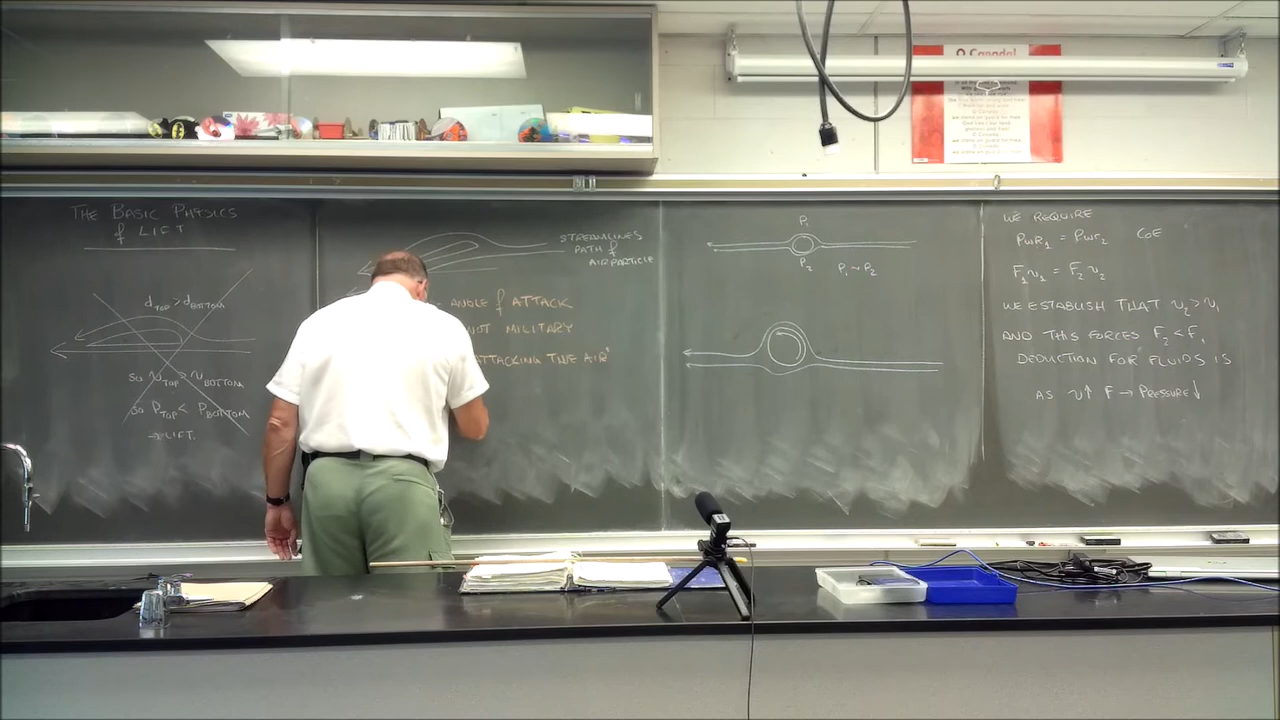 THE BASIC PHYSICS
of LIFT
d TOP > d BOTTOM
SO v TOP > v BOTTOM
SO P TOP < P BOTTOM
→ LIFT.
STREAMLINES
PATH of
AIR PARTICLE
ANGLE of ATTACK
NOT MILITARY
ATTACKING THE AIR'
P₁
P₂
P₁ ~ P₂
WE REQUIRE
PWR₁ = PWR₂ COE
F₁v₁ = F₂v₂
WE ESTABLISH THAT v₂ > v₁
AND THIS FORCES F₂ < F₁
DEDUCTION FOR FLUIDS IS
AS v↑ F → PRESSURE↓
O Canada!